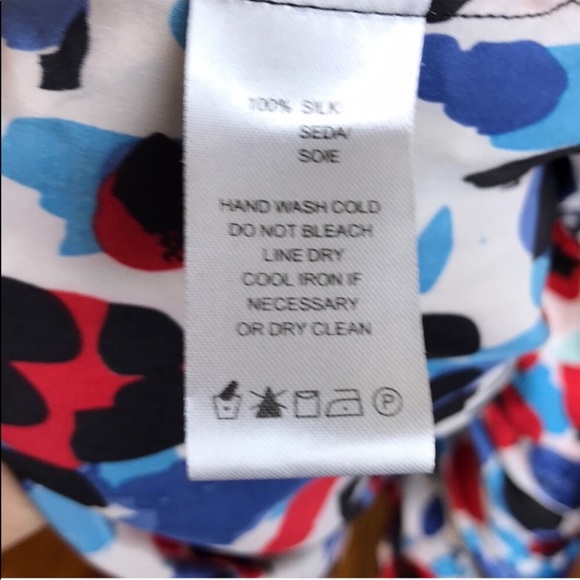 100% SILK
SEDA/
SOIE
HAND WASH COLD
DO NOT BLEACH
LINE DRY
COOL IRON IF
NECESSARY
OR DRY CLEAN
P